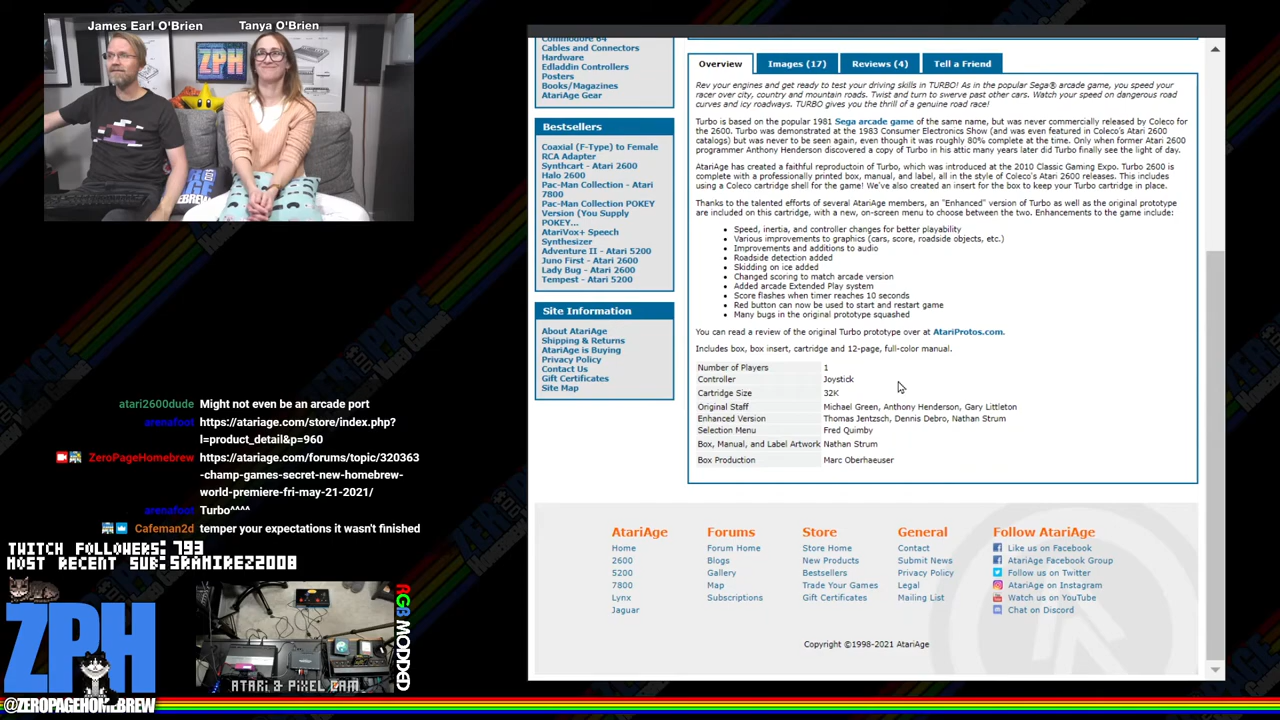 James Earl O'Brien
Tanya O'Brien
ZPH
Commodore 64
Cables and Connectors
Hardware
Edladdin Controllers
Posters
Books/Magazines
AtariAge Gear
Bestsellers
Coaxial (F-Type) to Female
RCA Adapter
Synthcart - Atari 2600
Halo 2600
Pac-Man Collection - Atari
7800
Pac-Man Collection POKEY
Version (You Supply
POKEY...
AtariVox+ Speech
Synthesizer
Adventure II - Atari 5200
Juno First - Atari 2600
Lady Bug - Atari 2600
Tempest - Atari 5200
Site Information
About AtariAge
Shipping & Returns
AtariAge is Buying
Privacy Policy
Contact Us
Gift Certificates
Site Map
Overview
Images (17)
Reviews (4)
Tell a Friend
Rev your engines and get ready to test your driving skills in TURBO! As in the popular Sega® arcade game, you speed your
racer over city, country and mountain roads. Twist and turn to swerve past other cars. Watch your speed on dangerous road
curves and icy roadways. TURBO gives you the thrill of a genuine road race!
Turbo is based on the popular 1981 Sega arcade game of the same name, but was never commercially released by Coleco for
the 2600. Turbo was demonstrated at the 1983 Consumer Electronics Show (and was even featured in Coleco's Atari 2600
catalogs) but was never to be seen again, even though it was roughly 80% complete at the time. Only when former Atari 2600
programmer Anthony Henderson discovered a copy of Turbo in his attic many years later did Turbo finally see the light of day.
AtariAge has created a faithful reproductoin of Turbo, which was introduced at the 2010 Classic Gaming Expo. Turbo 2600 is
complete with a professionally printed box, manual, and label, all in the style of Coleco's Atari 2600 releases. This includes
using a Coleco cartridge shell for the game! We've also created an insert for the box to keep your Turbo cartridge in place.
Thanks to the talented efforts of several AtariAge members, an "Enhanced" version of Turbo as well as the original prototype
are included on this cartridge, with a new, on-screen menu to choose between the two. Enhancements to the game include:
Speed, inertia, and controller changes for better playability
Various improvements to graphics (cars, score, roadside objects, etc.)
Improvements and additions to audio
Roadside detection added
Skidding on ice added
Changed scoring to match arcade version
Added arcade Extended Play system
Score flashes when timer reaches 10 seconds
Red button can now be used to start and restart game
Many bugs in the original prototype squashed
You can read a review of the original Turbo prototype over at AtariProtos.com.
Includes box, box insert, cartridge and 12-page, full-color manual.
Number of Players 1
Controller Joystick
Cartridge Size 32K
Original Staff Michael Green, Anthony Henderson, Gary Littleton
Enhanced Version Thomas Jentzsch, Dennis Debro, Nathan Strum
Selection Menu Fred Quimby
Box, Manual, and Label Artwork Nathan Strum
Box Production Marc Oberhaeuser
atari2600dude Might not even be an arcade port
arenafoot https://atariage.com/store/index.php?
l=product_detail&p=960
ZeroPageHomebrew https://atariage.com/forums/topic/320363
-champ-games-secret-new-homebrew-
world-premiere-fri-may-21-2021/
arenafoot Turbo^^^^
Cafeman2d temper your expectations it wasn't finished
TWITCH FOLLOWERS: 793
MOST RECENT SUB: SRAMIREZ2008
ZPH
@ZEROPAGEHOMEBREW
ATARI & PIXEL CAM
RGB MODDED
AtariAge
Home
2600
5200
7800
Lynx
Jaguar
Forums
Forum Home
Blogs
Gallery
Map
Subscriptions
Store
Store Home
New Products
Bestsellers
Trade Your Games
Gift Certificates
General
Contact
Submit News
Privacy Policy
Legal
Mailing List
Follow AtariAge
Like us on Facebook
AtariAge Facebook Group
Follow us on Twitter
AtariAge on Instagram
Watch us on YouTube
Chat on Discord
Copyright ©1998-2021 AtariAge